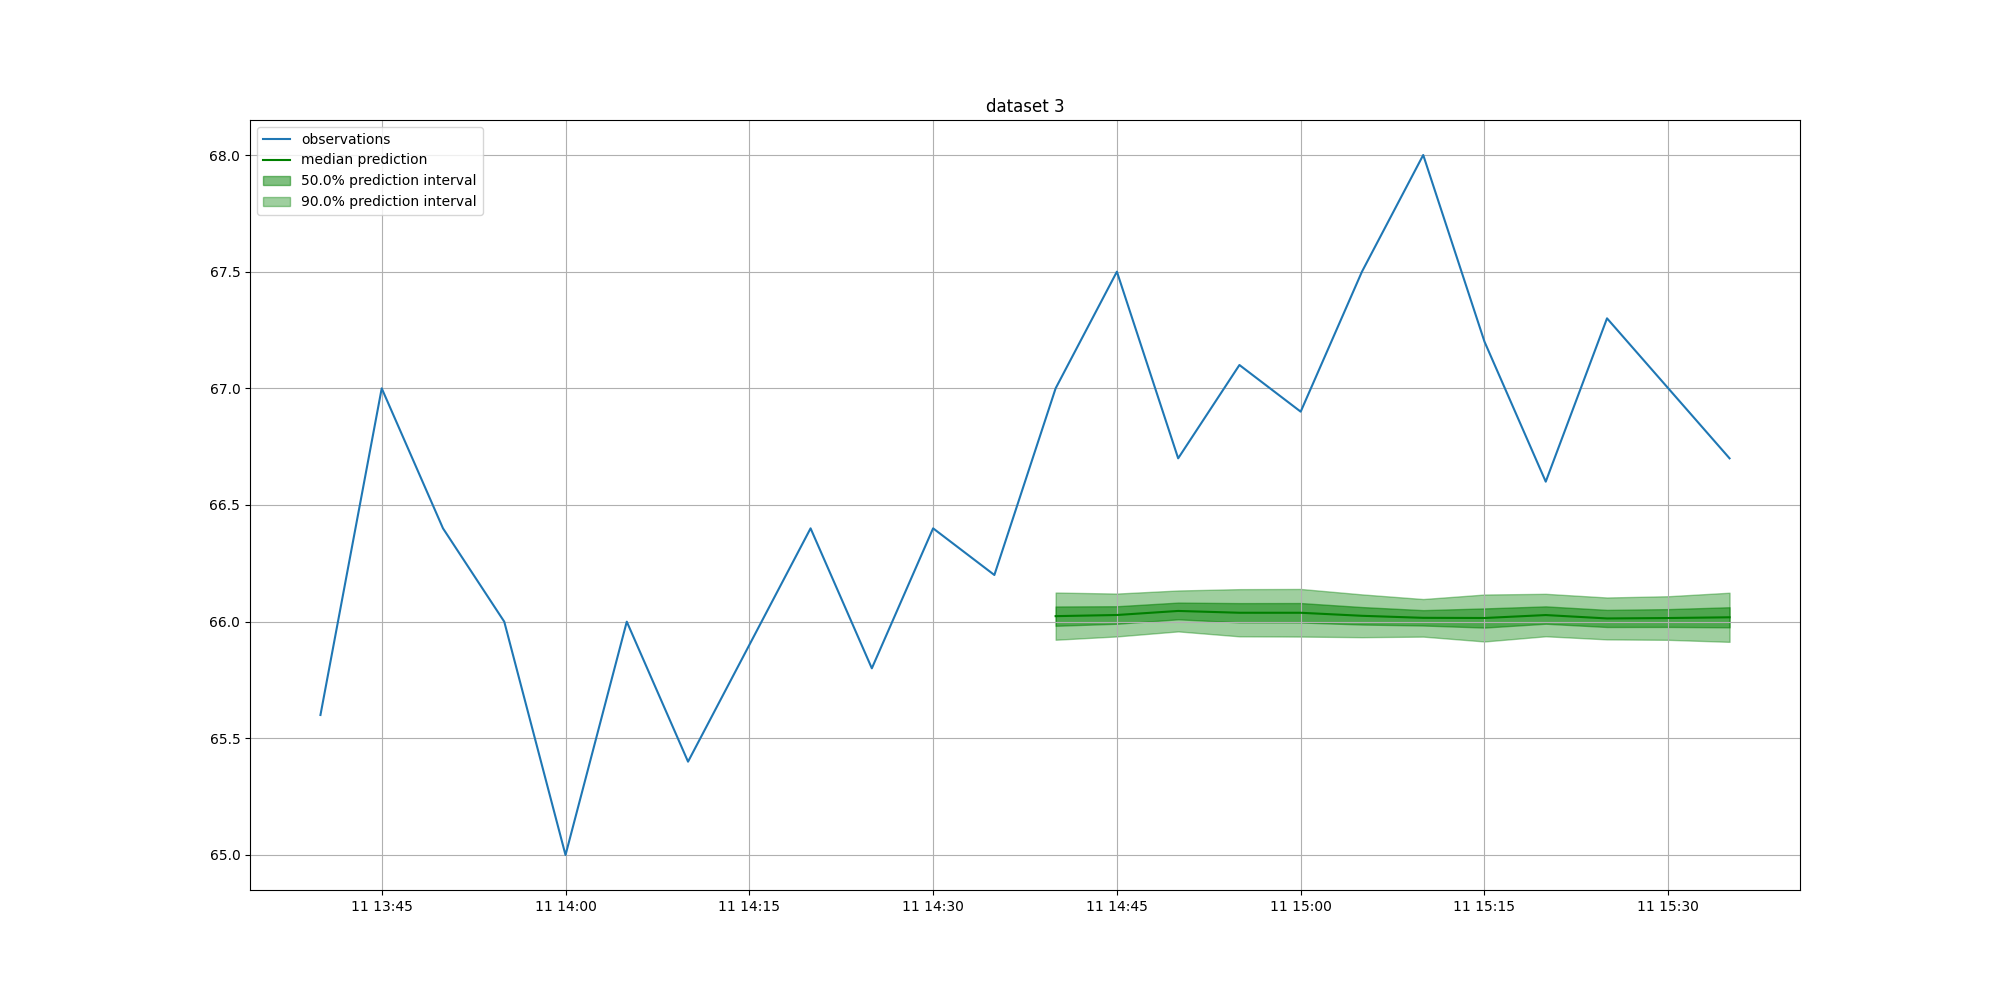 dataset 3
observations
median prediction
50.0% prediction interval
90.0% prediction interval
68.0
67.5
67.0
66.5
66.0
65.5
65.0
11 13:45 11 14:00 11 14:15 11 14:30 11 14:45 11 15:00 11 15:15 11 15:30